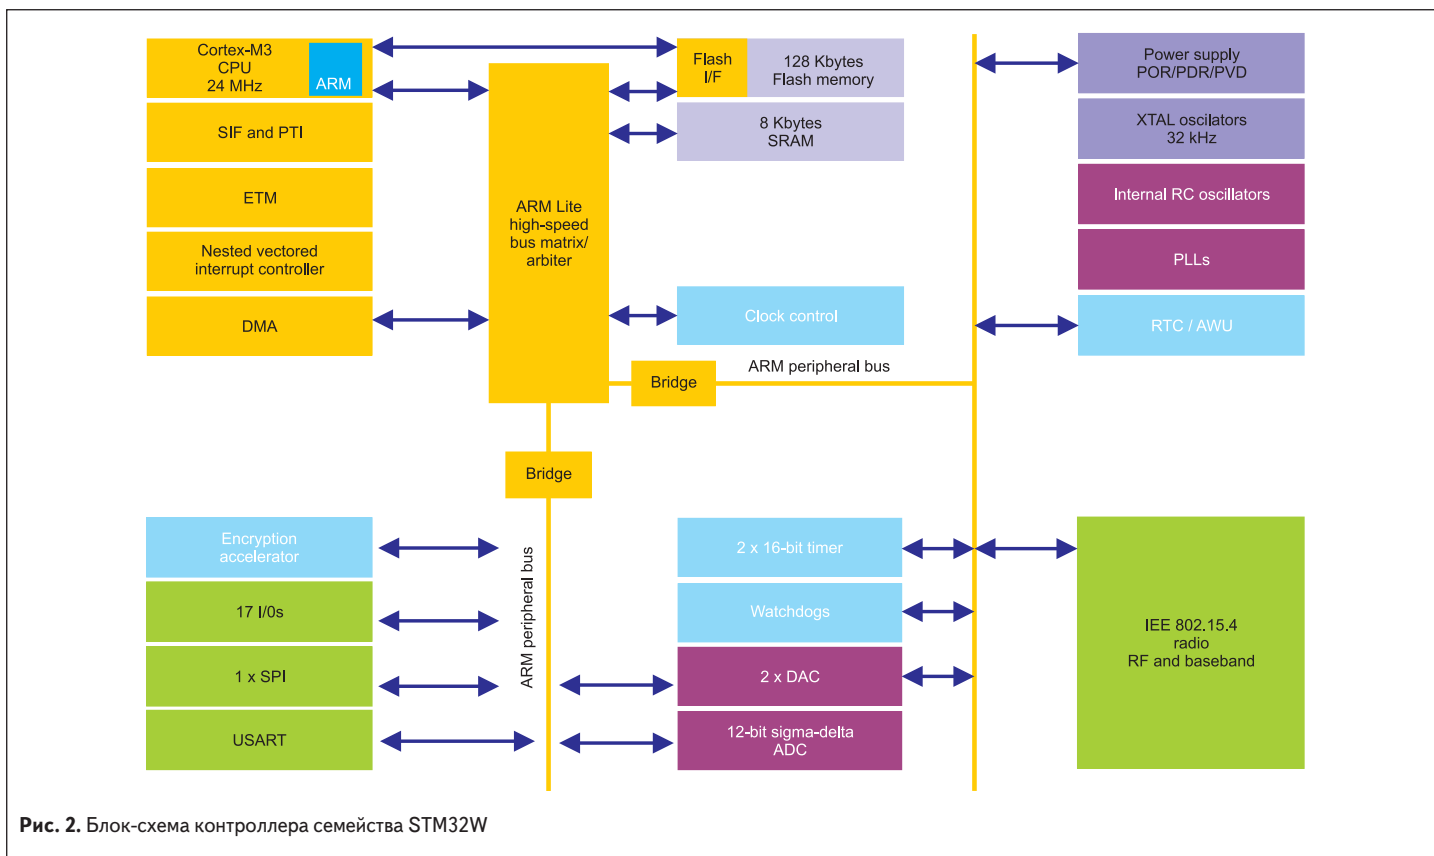 Cortex-M3
CPU
24 MHz
ARM
SIF and PTI
ETM
Nested vectored
interrupt controller
DMA
ARM Lite
high-speed
bus matrix/
arbiter
Flash
I/F
128 Kbytes
Flash memory
8 Kbytes
SRAM
Clock control
Bridge
ARM peripheral bus
Power supply
POR/PDR/PVD
XTAL oscilators
32 kHz
Internal RC oscillators
PLLs
RTC / AWU
Bridge
ARM peripheral bus
Encryption
accelerator
17 I/0s
1 x SPI
USART
2 x 16-bit timer
Watchdogs
2 x DAC
12-bit sigma-delta
ADC
IEE 802.15.4
radio
RF and baseband
Рис. 2. Блок-схема контроллера семейства STM32W